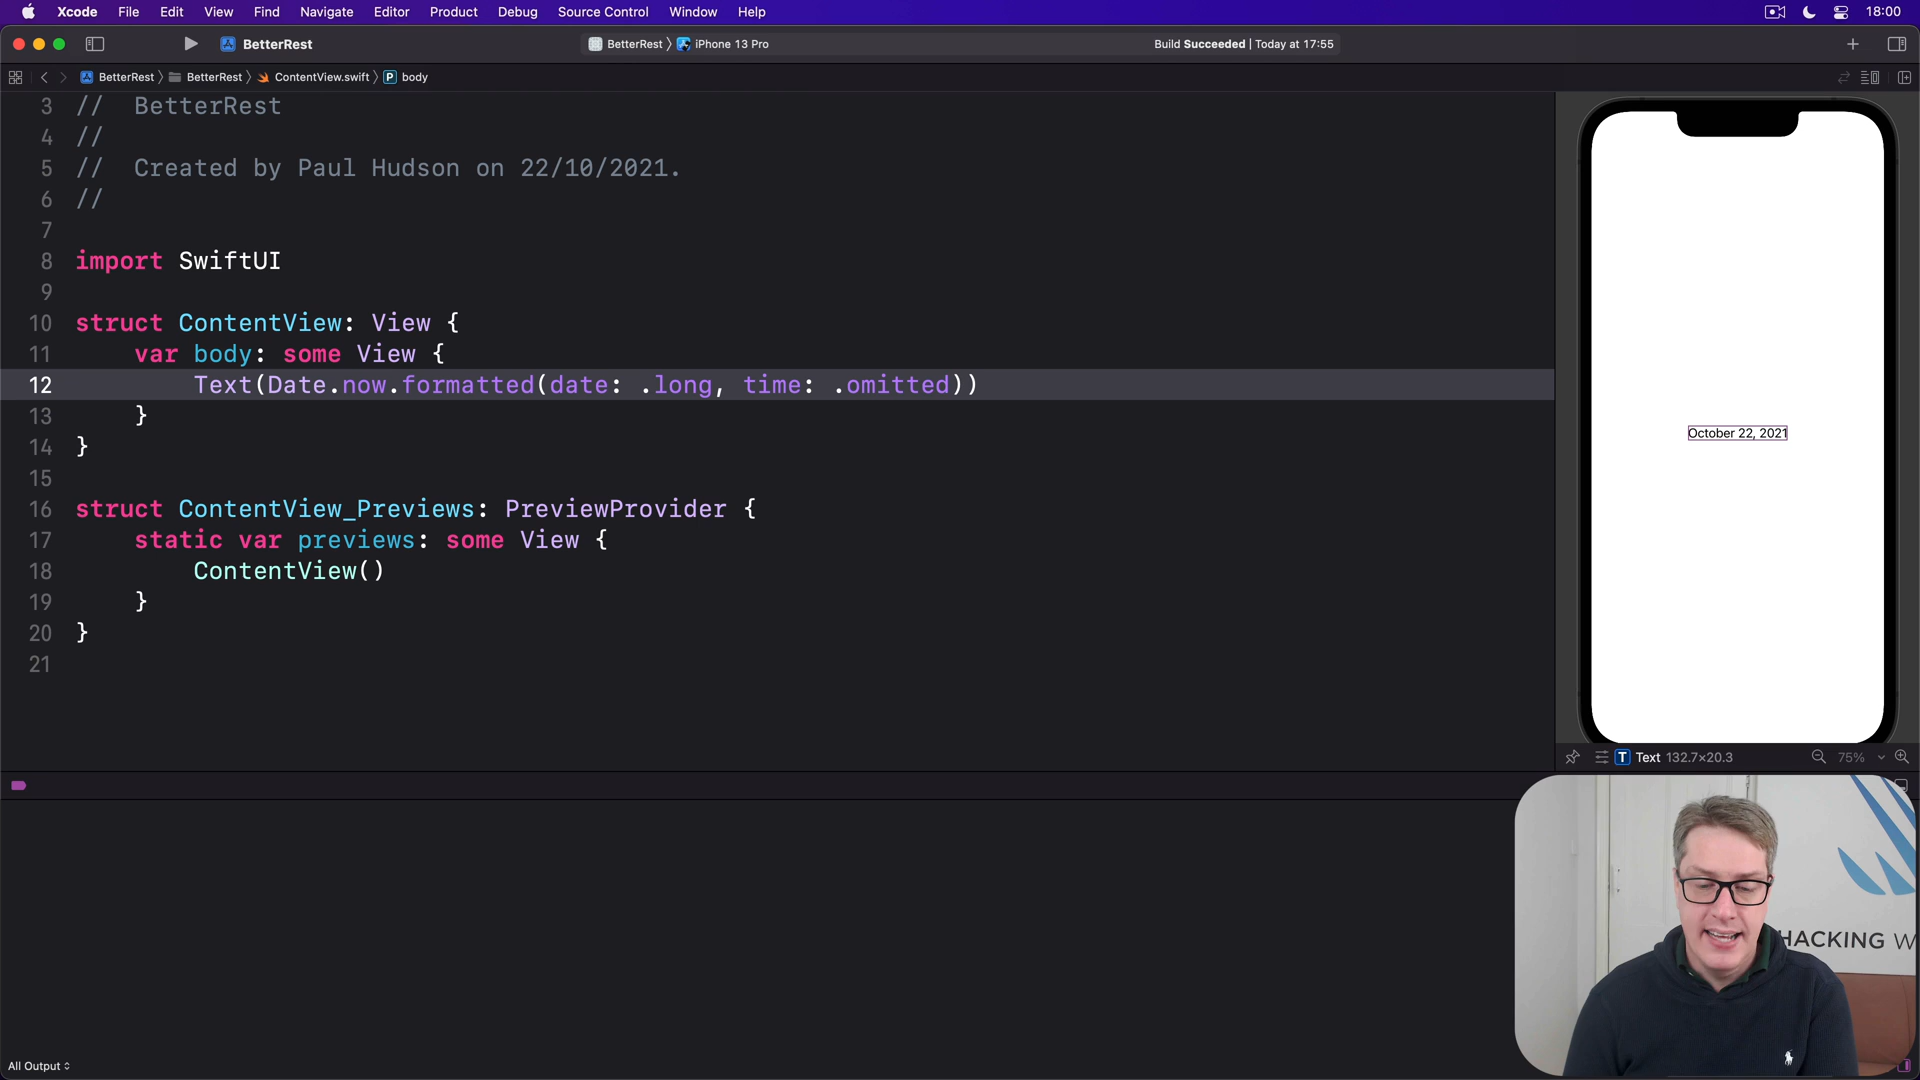 Xcode File Edit View Find Navigate Editor Product Debug Source Control Window Help 18:00
BetterRest BetterRest 〉 iPhone 13 Pro Build Succeeded | Today at 17:55
BetterRest 〉 BetterRest 〉 ContentView.swift 〉 P body
3 //  BetterRest
4 //
5 //  Created by Paul Hudson on 22/10/2021.
6 //
7
8 import SwiftUI
9
10 struct ContentView: View {
11     var body: some View {
12         Text(Date.now.formatted(date: .long, time: .omitted))
13     }
14 }
15
16 struct ContentView_Previews: PreviewProvider {
17     static var previews: some View {
18         ContentView()
19     }
20 }
21
October 22, 2021
T Text 132.7×20.3 75%
HACKING W
All Output